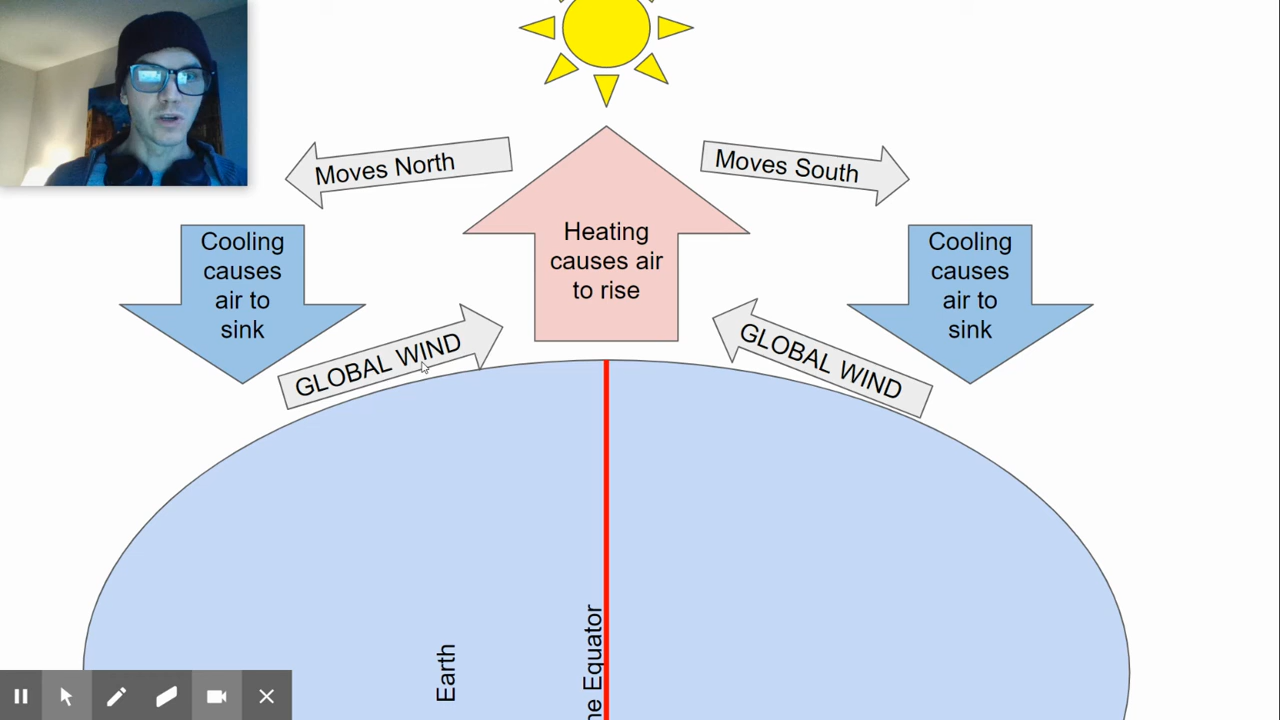 Moves North
Moves South
Cooling
causes
air to
sink
Heating
causes air
to rise
Cooling
causes
air to
sink
GLOBAL WIND
GLOBAL WIND
Earth
Equator